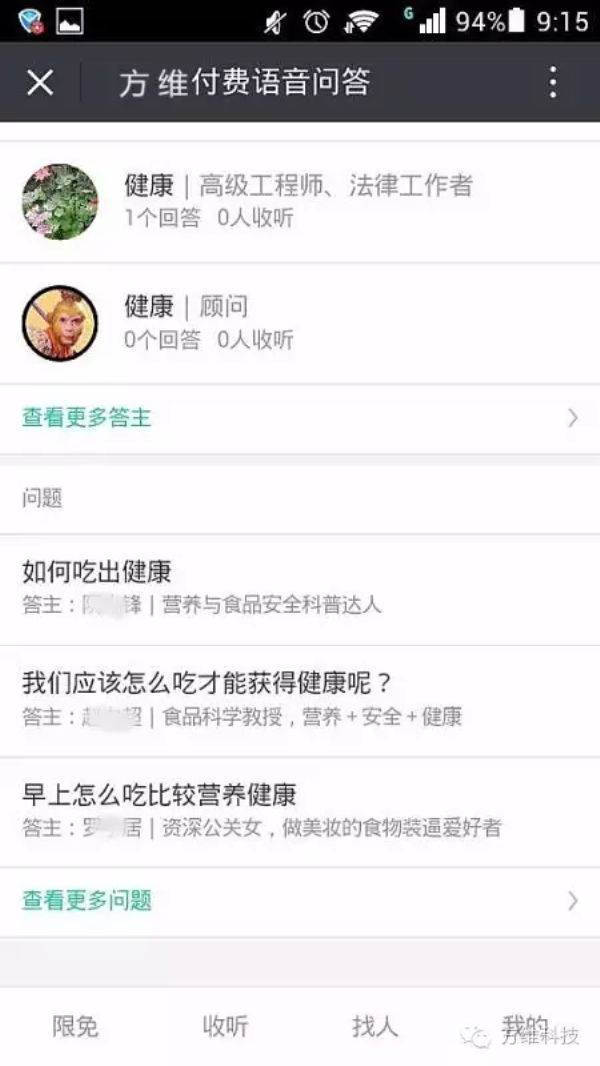 G 94% 9:15
方维付费语音问答
健康 | 高级工程师、法律工作者
1个回答 0人收听
健康 | 顾问
0个回答 0人收听
查看更多答主
问题
如何吃出健康
答主：锋 | 营养与食品安全科普达人
我们应该怎么吃才能获得健康呢？
答主：超 | 食品科学教授，营养+安全+健康
早上怎么吃比较营养健康
答主：罗居 | 资深公关女，做美妆的食物装逼爱好者
查看更多问题
限免 收听 找人 我的
方维科技